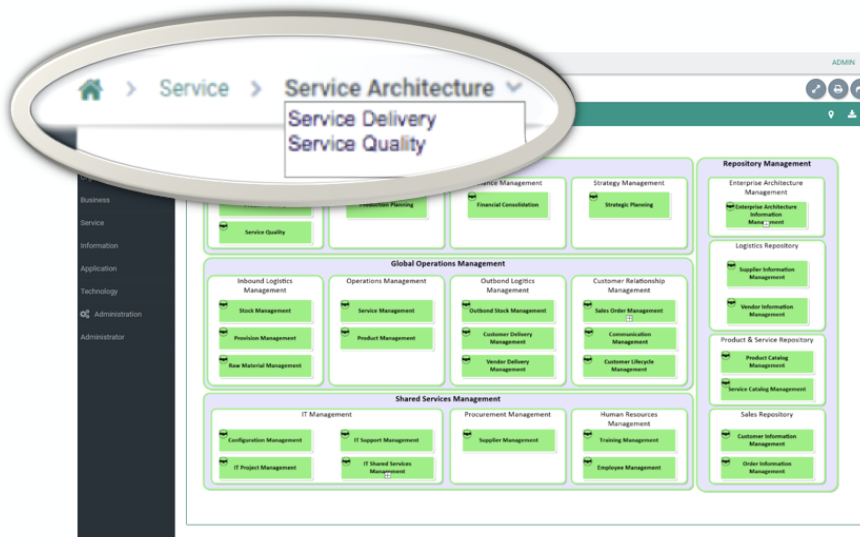 Service Service Architecture
Service Delivery
Service Quality
ADMIN
Business
Service
Information
Application
Technology
Administration
Administrator
Strategy Management
Production Planning
Financial Consolidation
Strategic Planning
Service Quality
Global Operations Management
Inbound Logistics
Management
Stock Management
Provision Management
Raw Material Management
Operations Management
Service Management
Product Management
Outbond Logitics
Management
Outbond Stock Management
Customer Delivery
Management
Vendor Delivery
Management
Customer Relationship
Management
Sales Order Management
Communication
Management
Customer Lifecycle
Management
Shared Services Management
IT Management
Configuration Management
IT Support Management
IT Project Management
IT Shared Services
Management
Procurement Management
Supplier Management
Human Resources
Management
Training Management
Employee Management
Repository Management
Enterprise Architecture
Management
Enterprise Architecture
Information
Management
Logistics Repository
Supplier Information
Management
Vendor Information
Management
Product & Service Repository
Product Catalog
Management
Service Catalog Management
Sales Repository
Customer Information
Management
Order Information
Management